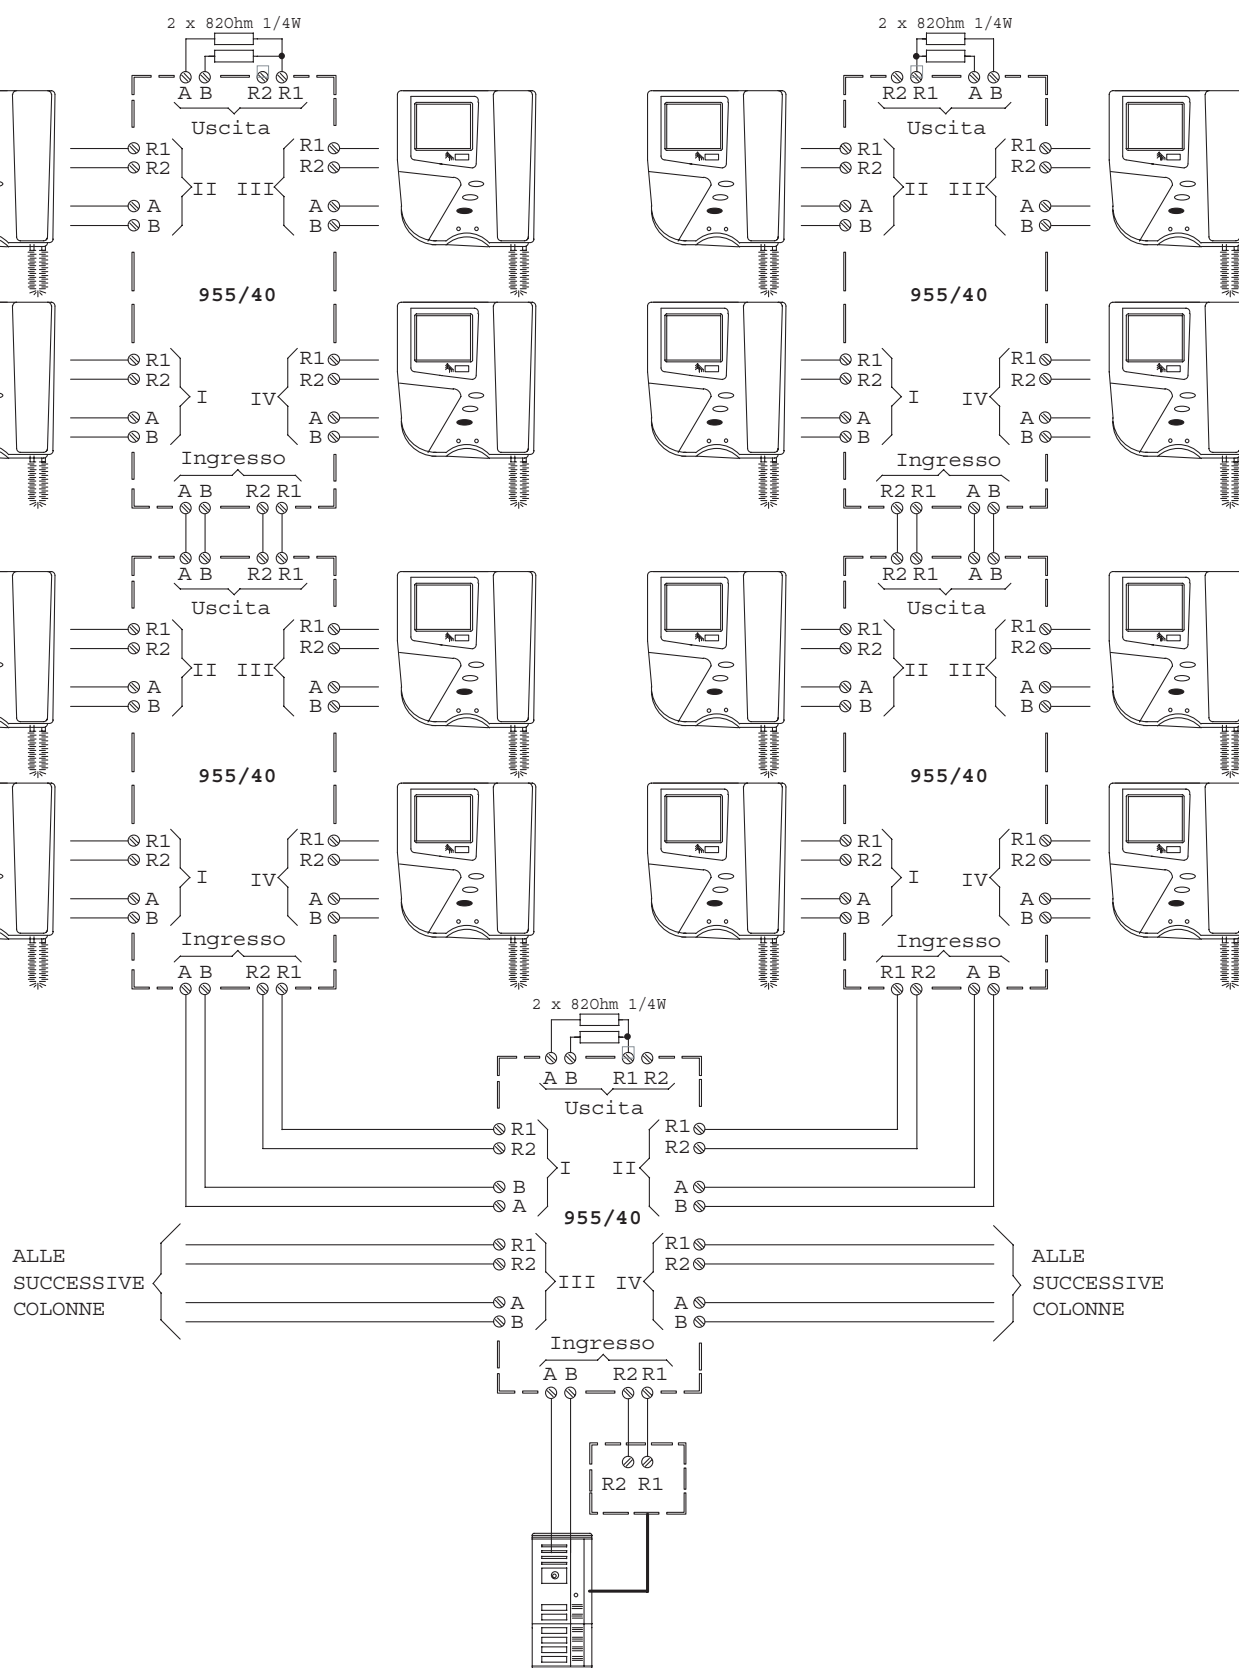 2 x 82Ohm 1/4W 2 x 82Ohm 1/4W
A B R2 R1 R2 R1 A B
Uscita Uscita
R1 R1 R1 R1
R2 R2 R2 R2
II III II III
A A A A
B B B B
955/40 955/40
R1 R1 R1 R1
R2 R2 R2 R2
I IV I IV
A A A A
B B B B
Ingresso Ingresso
A B R2 R1 R2 R1 A B
A B R2 R1 R2 R1 A B
Uscita Uscita
R1 R1 R1 R1
R2 R2 R2 R2
II III II III
A A A A
B B B B
955/40 955/40
R1 R1 R1 R1
R2 R2 R2 R2
I IV I IV
A A A A
B B B B
Ingresso Ingresso
A B R2 R1 R1 R2 A B
2 x 82Ohm 1/4W
A B R1 R2
Uscita
R1 R1
R2 R2
I II
B A
A B
955/40
R1 R1
R2 R2
III IV
A A
B B
ALLE
SUCCESSIVE
COLONNE
ALLE
SUCCESSIVE
COLONNE
Ingresso
A B R2 R1
R2 R1